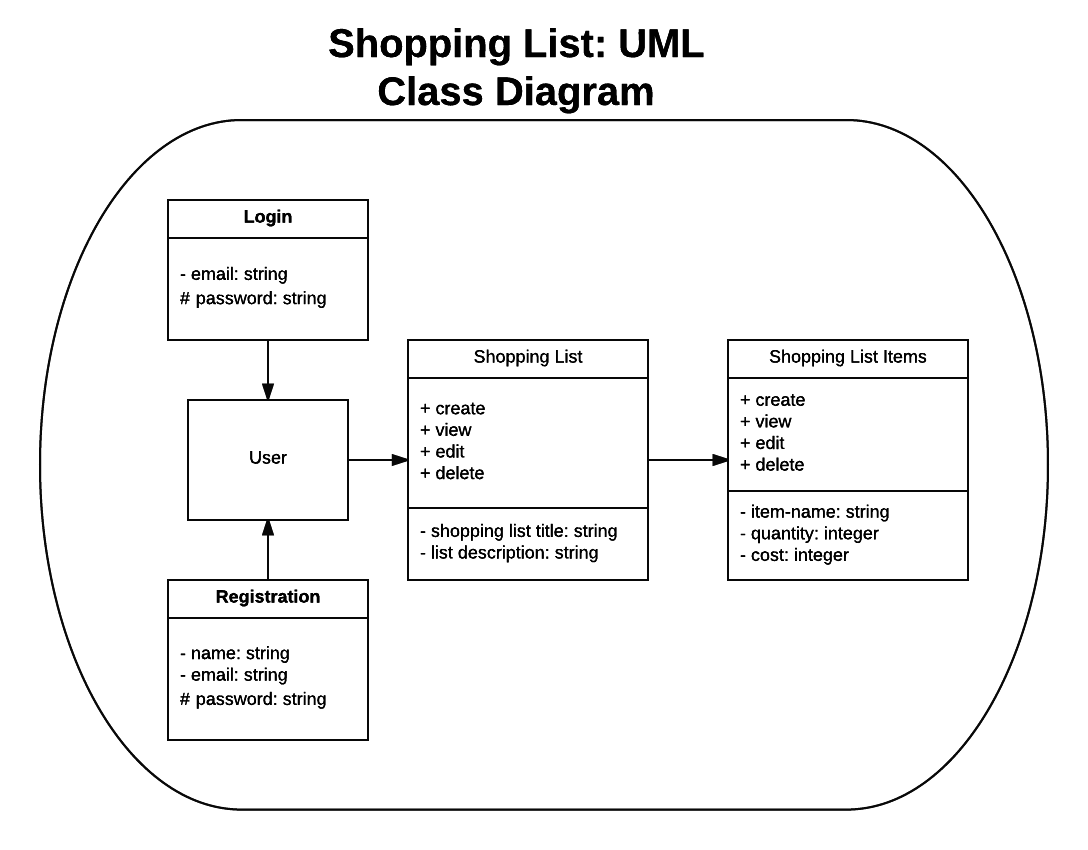 Shopping List: UML
Class Diagram
Login
- email: string
# password: string
User
Registration
- name: string
- email: string
# password: string
Shopping List
+ create
+ view
+ edit
+ delete
- shopping list title: string
- list description: string
Shopping List Items
+ create
+ view
+ edit
+ delete
- item-name: string
- quantity: integer
- cost: integer